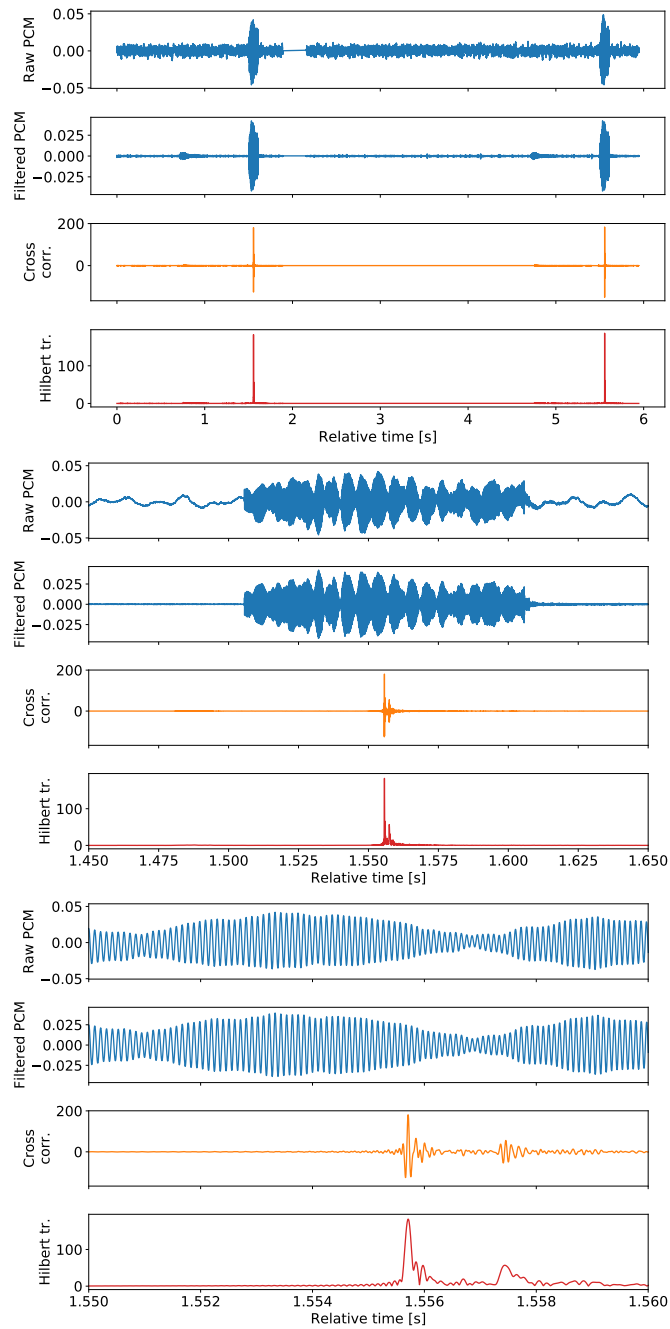 0.05
0.00
−0.05
Raw PCM
0.025
0.000
−0.025
Filtered PCM
200
0
Cross
corr.
100
0
Hilbert tr.
0 1 2 3 4 5 6
Relative time [s]
0.05
0.00
−0.05
Raw PCM
0.025
0.000
−0.025
Filtered PCM
200
0
Cross
corr.
100
0
Hilbert tr.
1.450 1.475 1.500 1.525 1.550 1.575 1.600 1.625 1.650
Relative time [s]
0.05
0.00
−0.05
Raw PCM
0.025
0.000
−0.025
Filtered PCM
200
0
Cross
corr.
100
0
Hilbert tr.
1.550 1.552 1.554 1.556 1.558 1.560
Relative time [s]